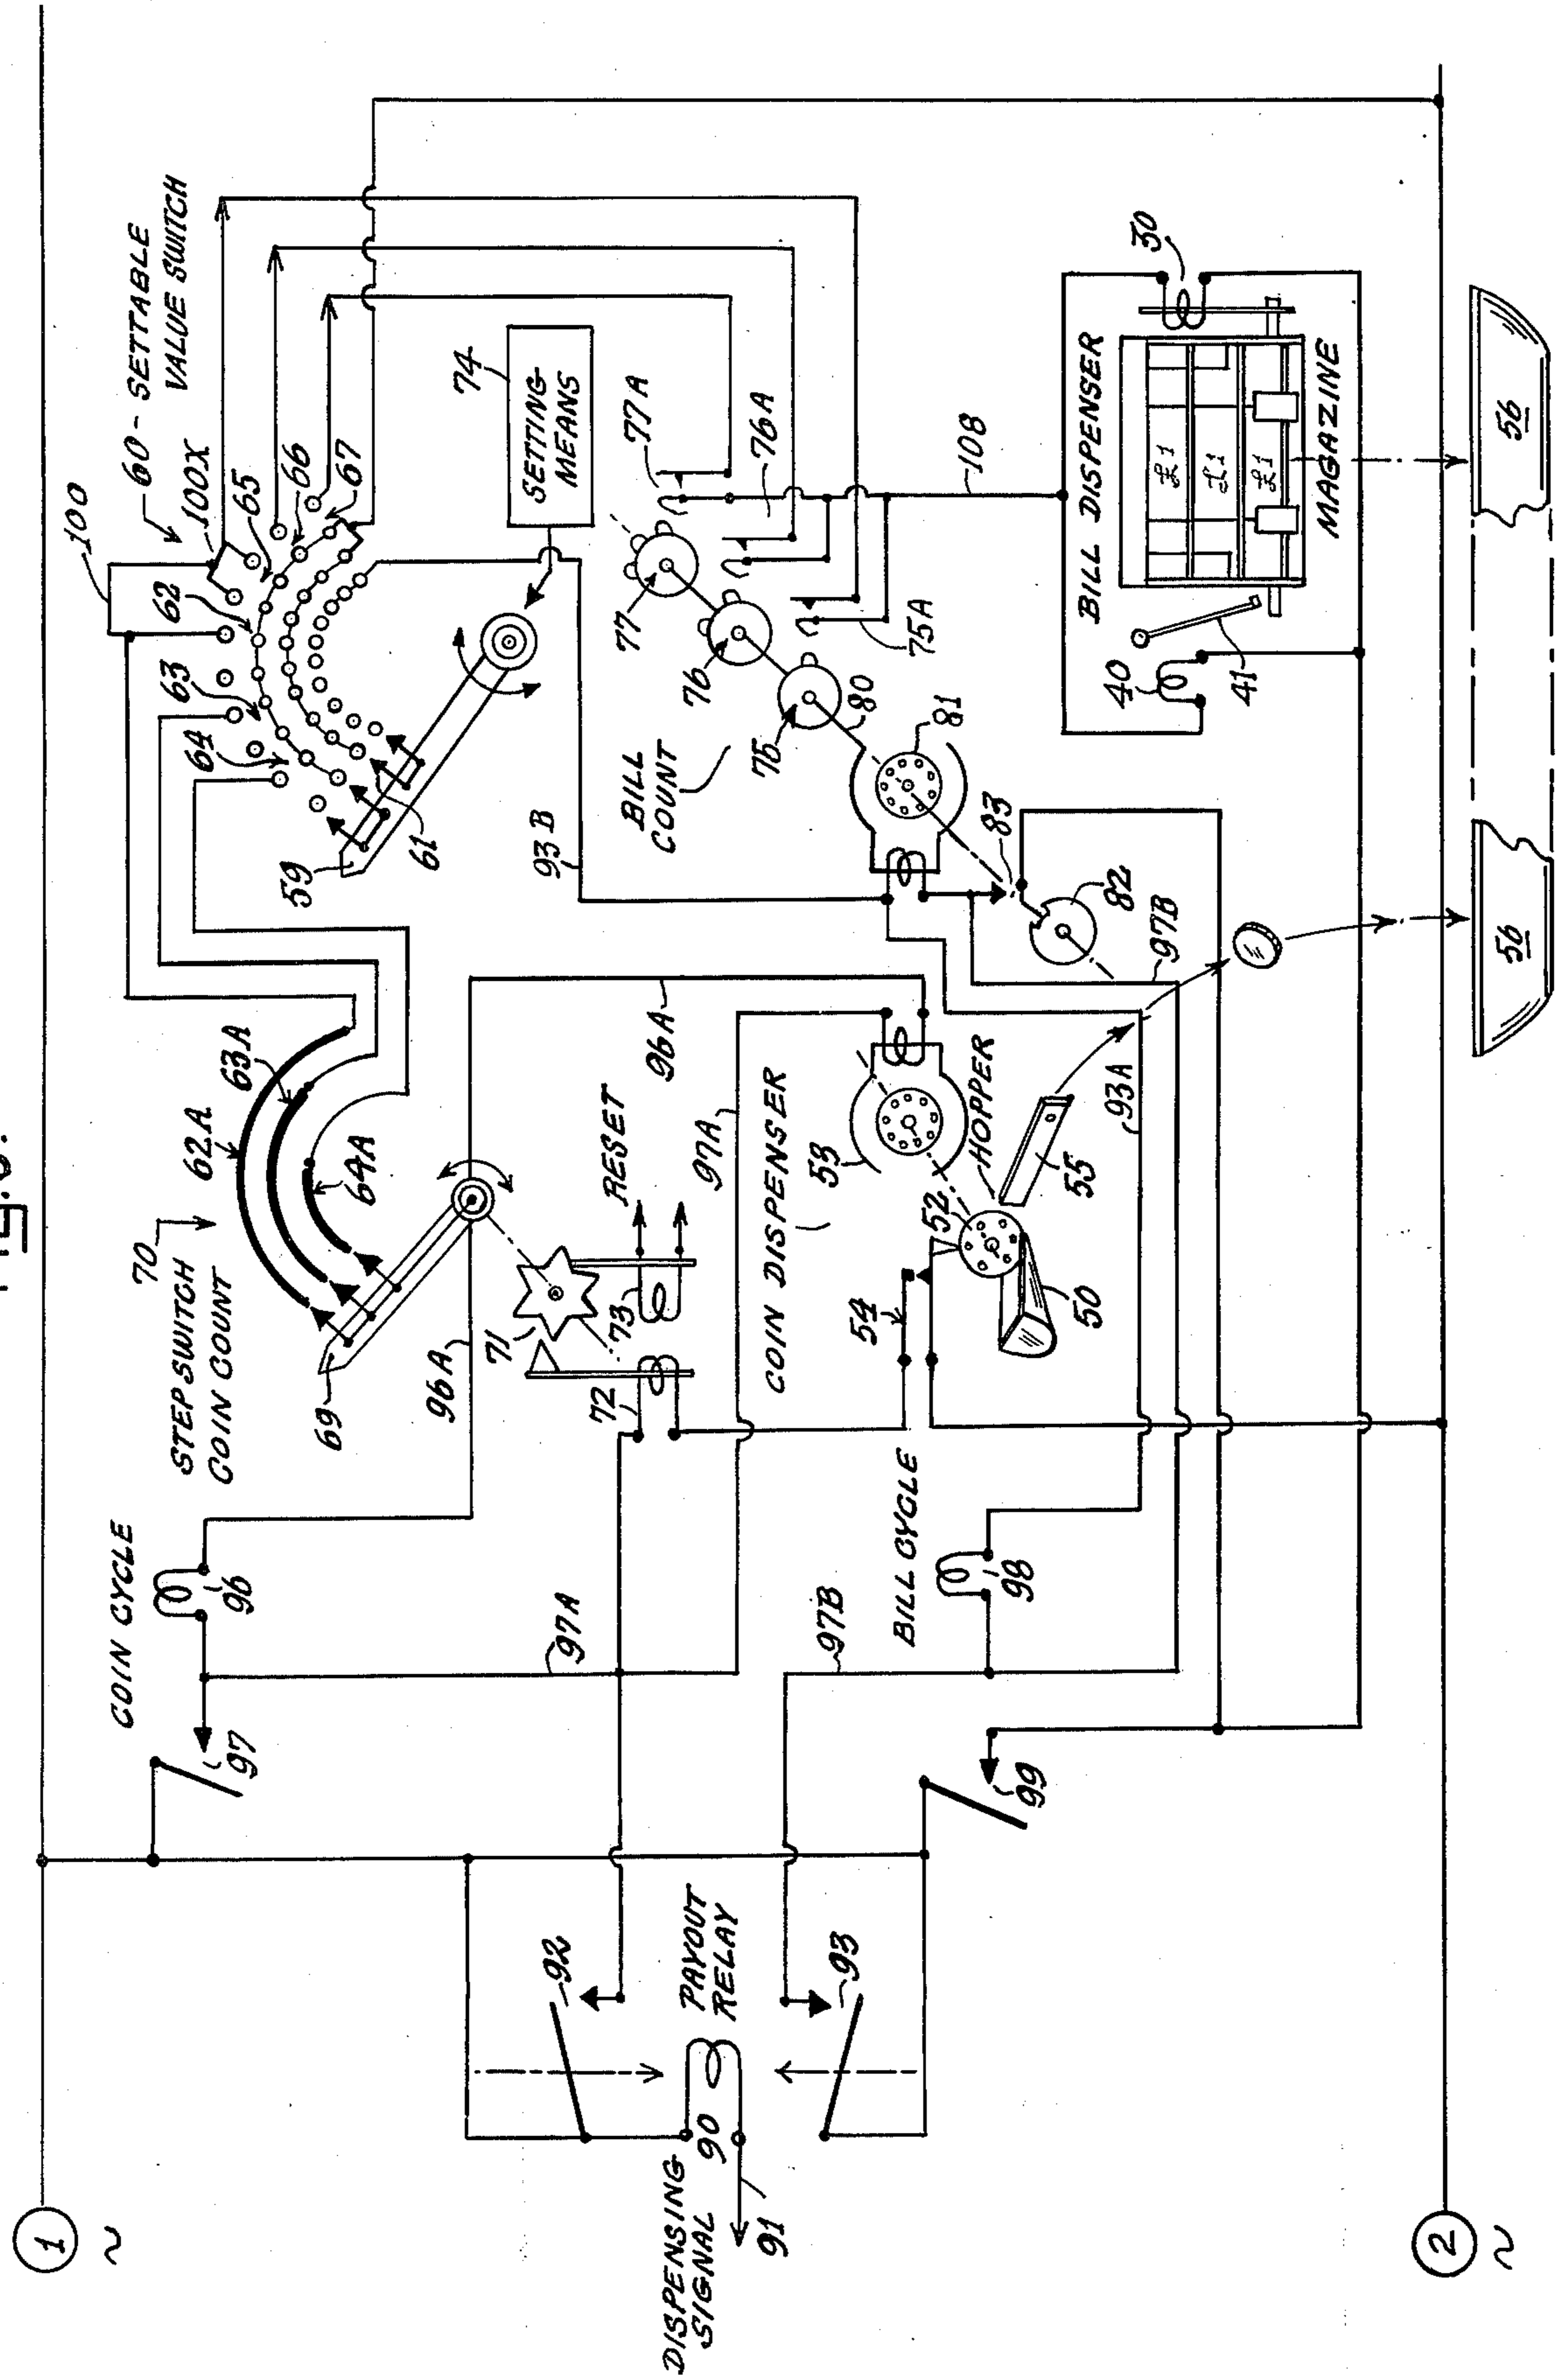 1
~
COIN CYCLE
97
96
97A
STEP SWITCH
COIN COUNT
70
69
62A
63A
64A
96A
71
72
73
RESET
96A
97A
100
60 - SETTABLE
VALUE SWITCH
100X
62
63
64
65
66
67
59
61
93B
74
SETTING
MEANS
77A
76A
75A
77
76
75
80
81
BILL
COUNT
83
82
97B
108
BILL DISPENSER
£1
£1
£1
MAGAZINE
30
40
41
COIN DISPENSER
53
HOPPER
52
54
50
55
93A
92
PAYOUT
RELAY
93
DISPENSING
SIGNAL
90
91
97B
BILL CYCLE
98
99
56
56
2
~